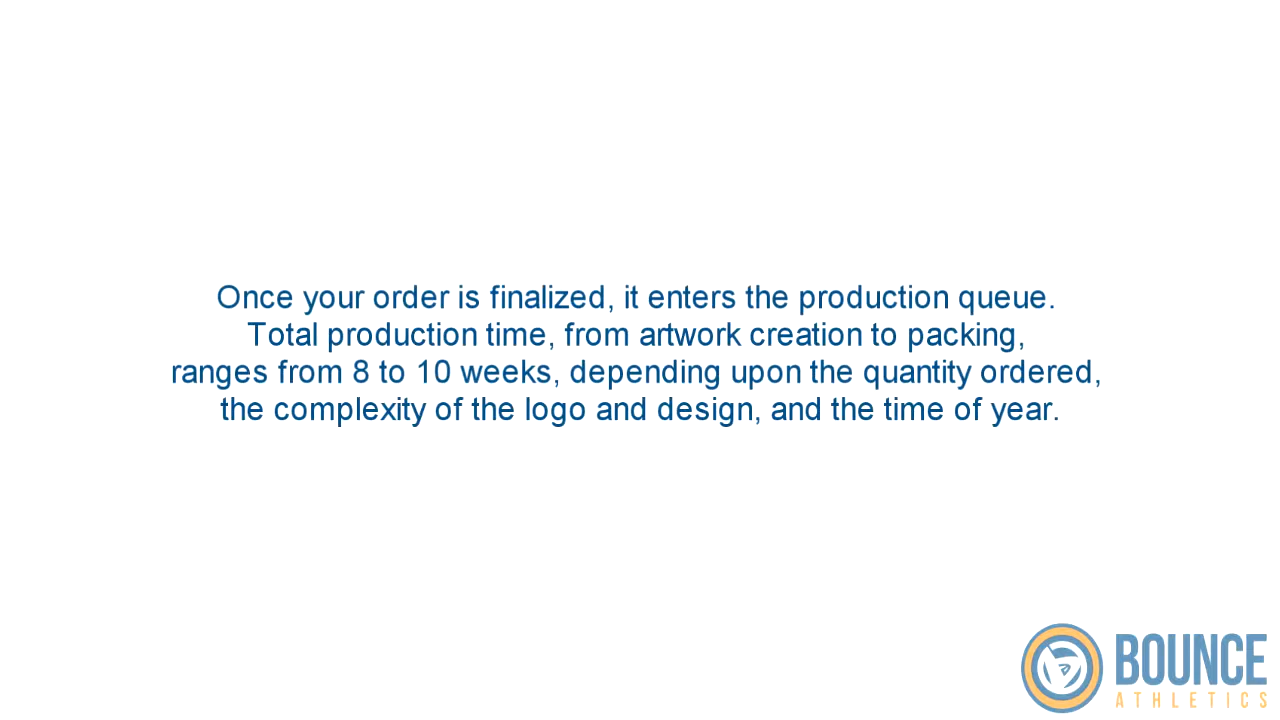 Once your order is finalized, it enters the production queue.
Total production time, from artwork creation to packing,
ranges from 8 to 10 weeks, depending upon the quantity ordered,
the complexity of the logo and design, and the time of year.
BOUNCE
ATHLETICS